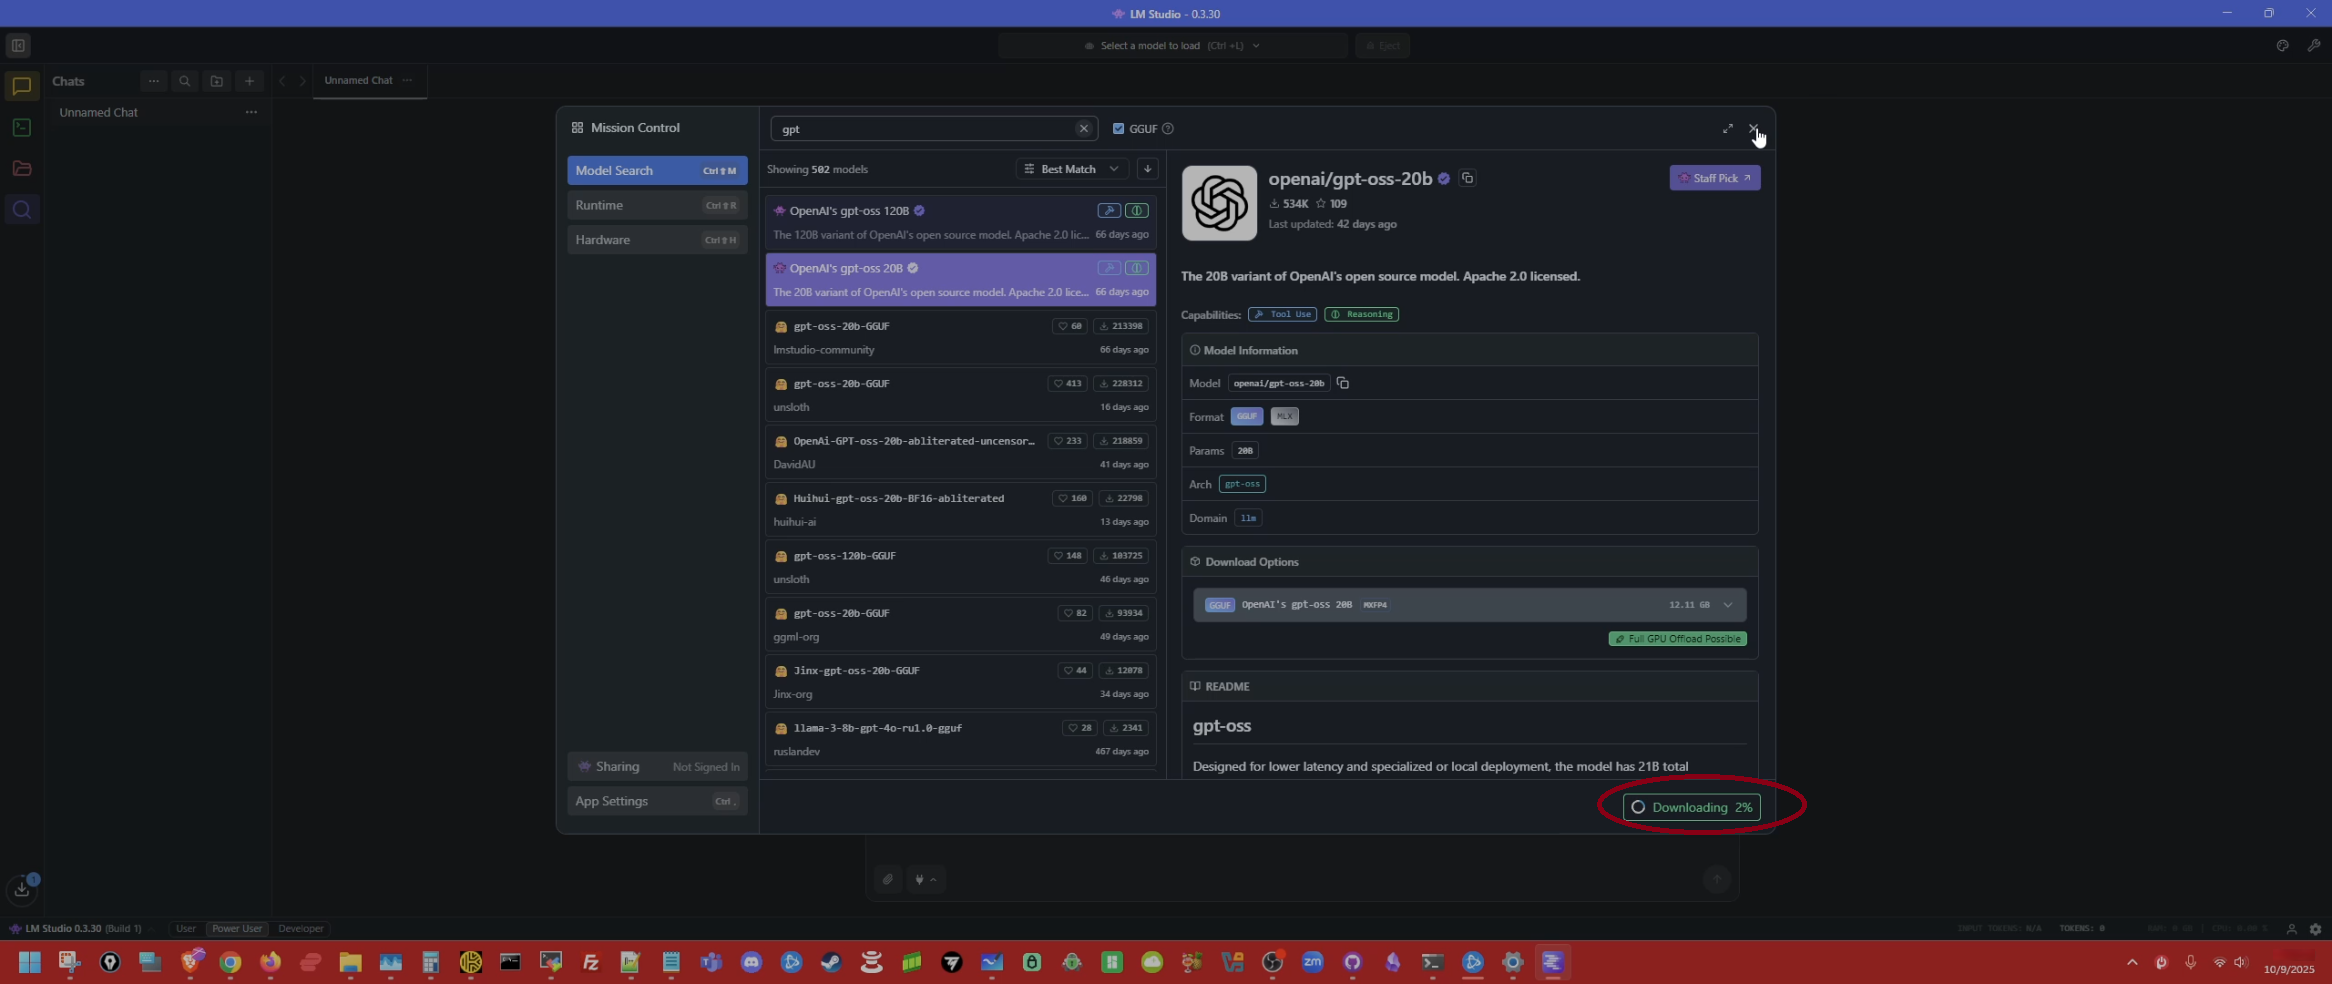 LM Studio - 0.3.30
Select a model to load (Ctrl +L)
Eject
Chats
Unnamed Chat
Unnamed Chat
Mission Control
Model Search Ctrl⇧M
Runtime Ctrl⇧R
Hardware Ctrl⇧H
Sharing Not Signed In
App Settings Ctrl ,
gpt
GGUF
Showing 502 models
Best Match
OpenAI's gpt-oss 120B
The 120B variant of OpenAI's open source model. Apache 2.0 lic... 66 days ago
OpenAI's gpt-oss 20B
The 20B variant of OpenAI's open source model. Apache 2.0 lice... 66 days ago
gpt-oss-20b-GGUF 60 213398
lmstudio-community 66 days ago
gpt-oss-20b-GGUF 413 228312
unsloth 16 days ago
OpenAi-GPT-oss-20b-abliterated-uncensor... 233 218859
DavidAU 41 days ago
Huihui-gpt-oss-20b-BF16-abliterated 160 22798
huihui-ai 13 days ago
gpt-oss-120b-GGUF 148 103725
unsloth 46 days ago
gpt-oss-20b-GGUF 82 93934
ggml-org 49 days ago
Jinx-gpt-oss-20b-GGUF 44 12078
Jinx-org 34 days ago
llama-3-8b-gpt-4o-ru1.0-gguf 28 2341
ruslandev 467 days ago
openai/gpt-oss-20b
Staff Pick
534K 109
Last updated: 42 days ago
The 20B variant of OpenAI's open source model. Apache 2.0 licensed.
Capabilities: Tool Use Reasoning
Model Information
Model openai/gpt-oss-20b
Format GGUF MLX
Params 20B
Arch gpt-oss
Domain llm
Download Options
GGUF OpenAI's gpt-oss 20B MXFP4 12.11 GB
Full GPU Offload Possible
README
gpt-oss
Designed for lower latency and specialized or local deployment, the model has 21B total
Downloading 2%
1
LM Studio 0.3.30 (Build 1)
User
Power User
Developer
INPUT TOKENS: N/A TOKENS: 0
zm
10/9/2025